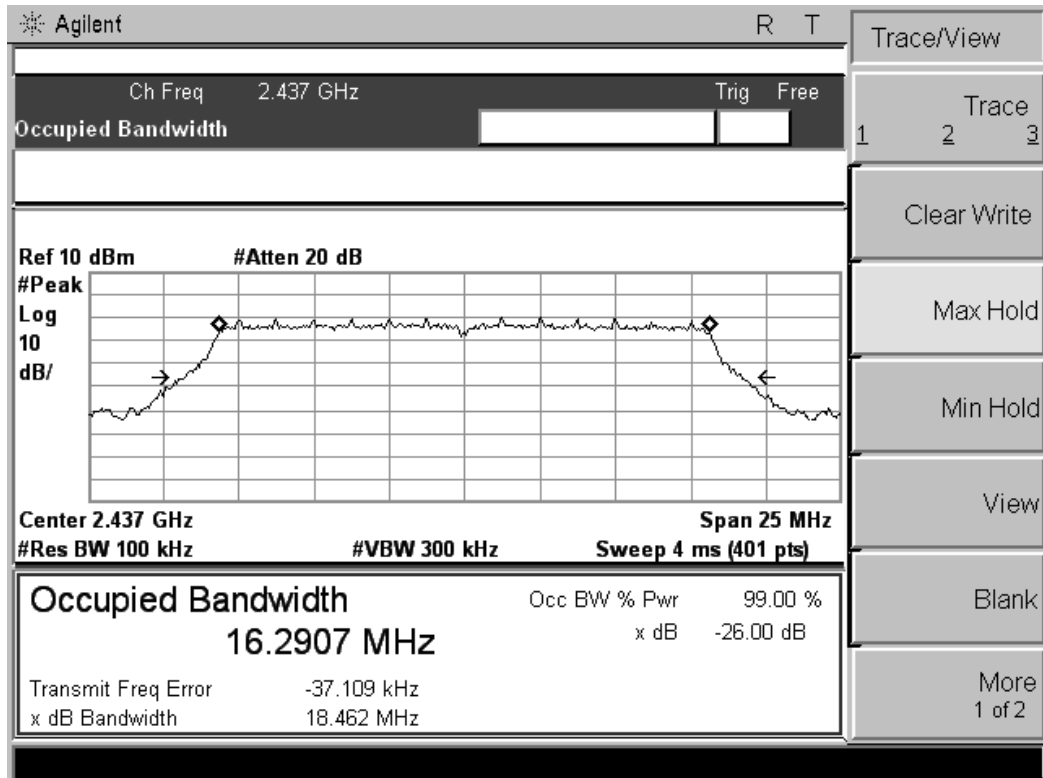 Agilent R T
Ch Freq 2.437 GHz Trig Free
Occupied Bandwidth
Ref 10 dBm #Atten 20 dB
#Peak
Log
10
dB/
Center 2.437 GHz Span 25 MHz
#Res BW 100 kHz #VBW 300 kHz Sweep 4 ms (401 pts)
Occupied Bandwidth Occ BW % Pwr 99.00 %
16.2907 MHz x dB -26.00 dB
Transmit Freq Error -37.109 kHz
x dB Bandwidth 18.462 MHz
Trace/View
Trace
1 2 3
Clear Write
Max Hold
Min Hold
View
Blank
More
1 of 2